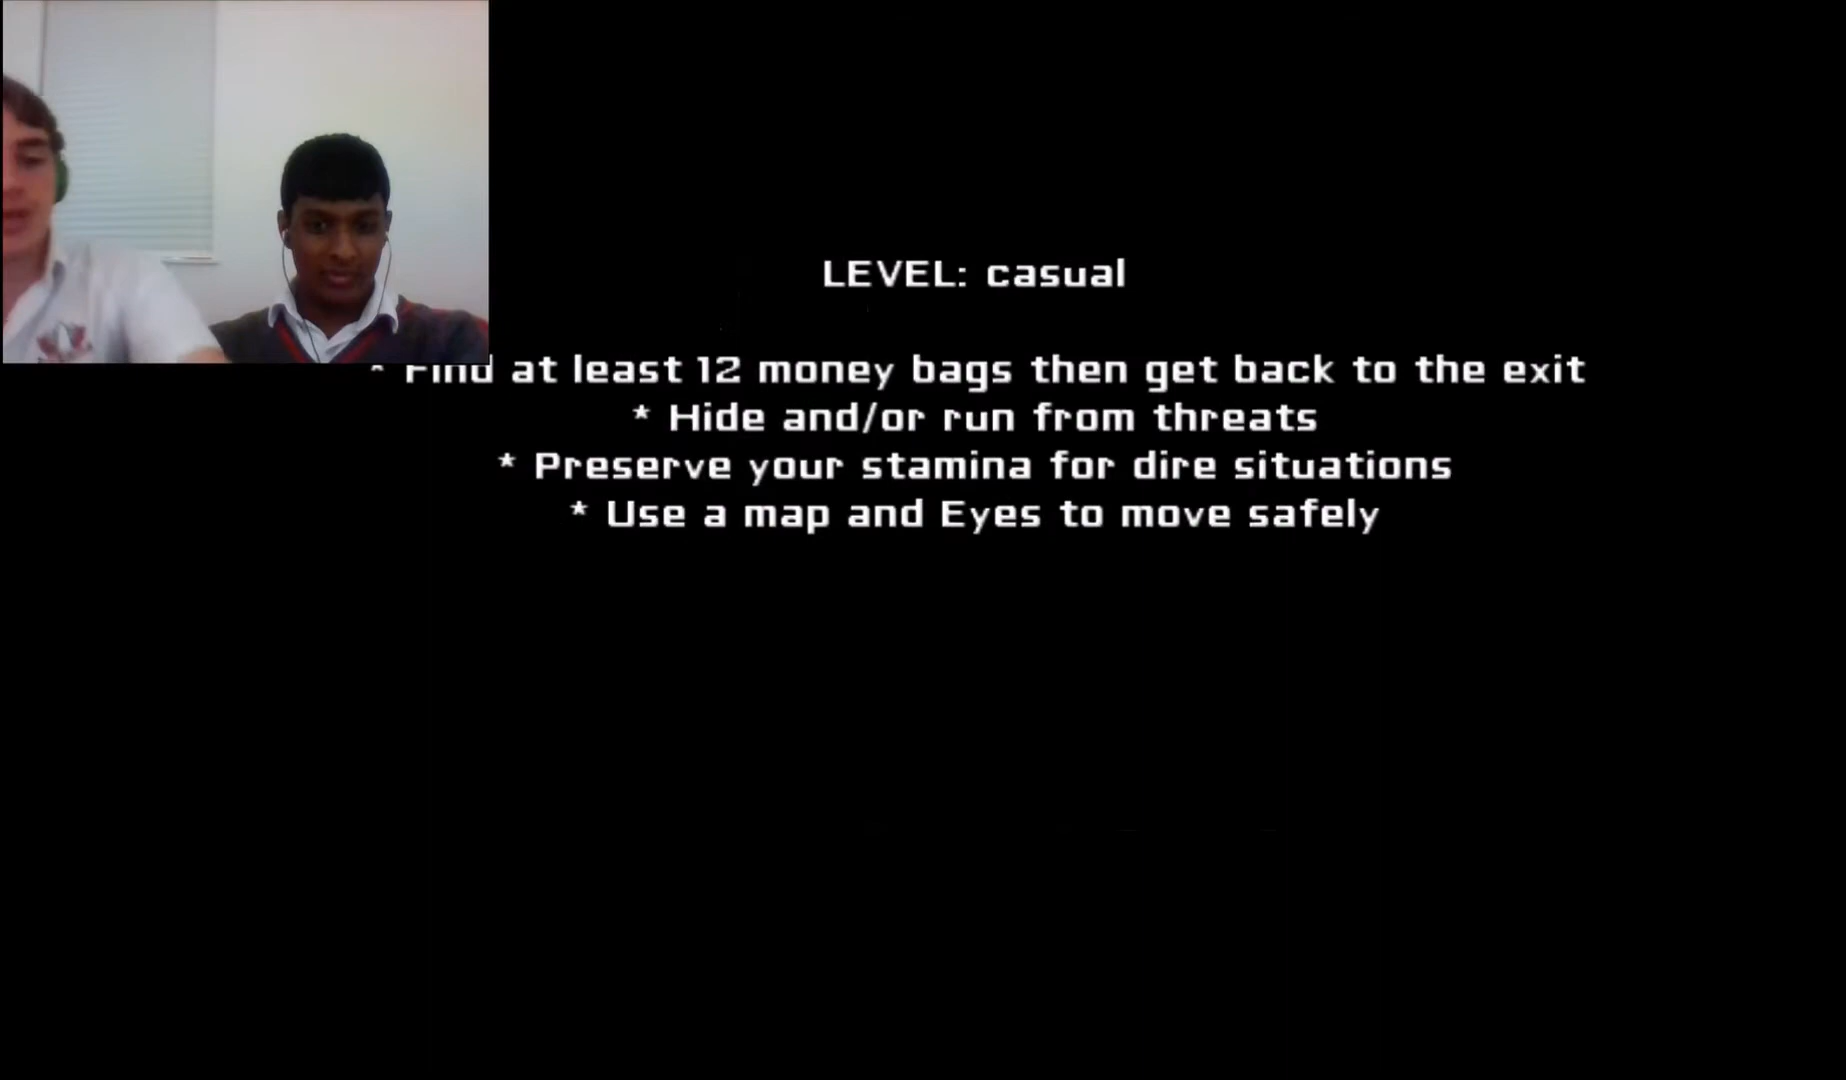 LEVEL: casual
* Find at least 12 money bags then get back to the exit
* Hide and/or run from threats
* Preserve your stamina for dire situations
* Use a map and Eyes to move safely